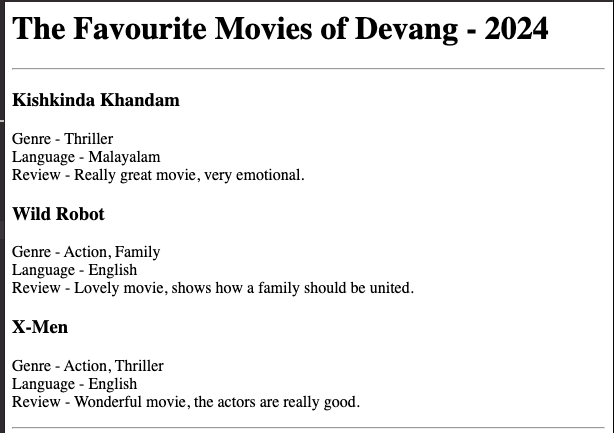 The Favourite Movies of Devang - 2024
Kishkinda Khandam
Genre - Thriller
Language - Malayalam
Review - Really great movie, very emotional.
Wild Robot
Genre - Action, Family
Language - English
Review - Lovely movie, shows how a family should be united.
X-Men
Genre - Action, Thriller
Language - English
Review - Wonderful movie, the actors are really good.